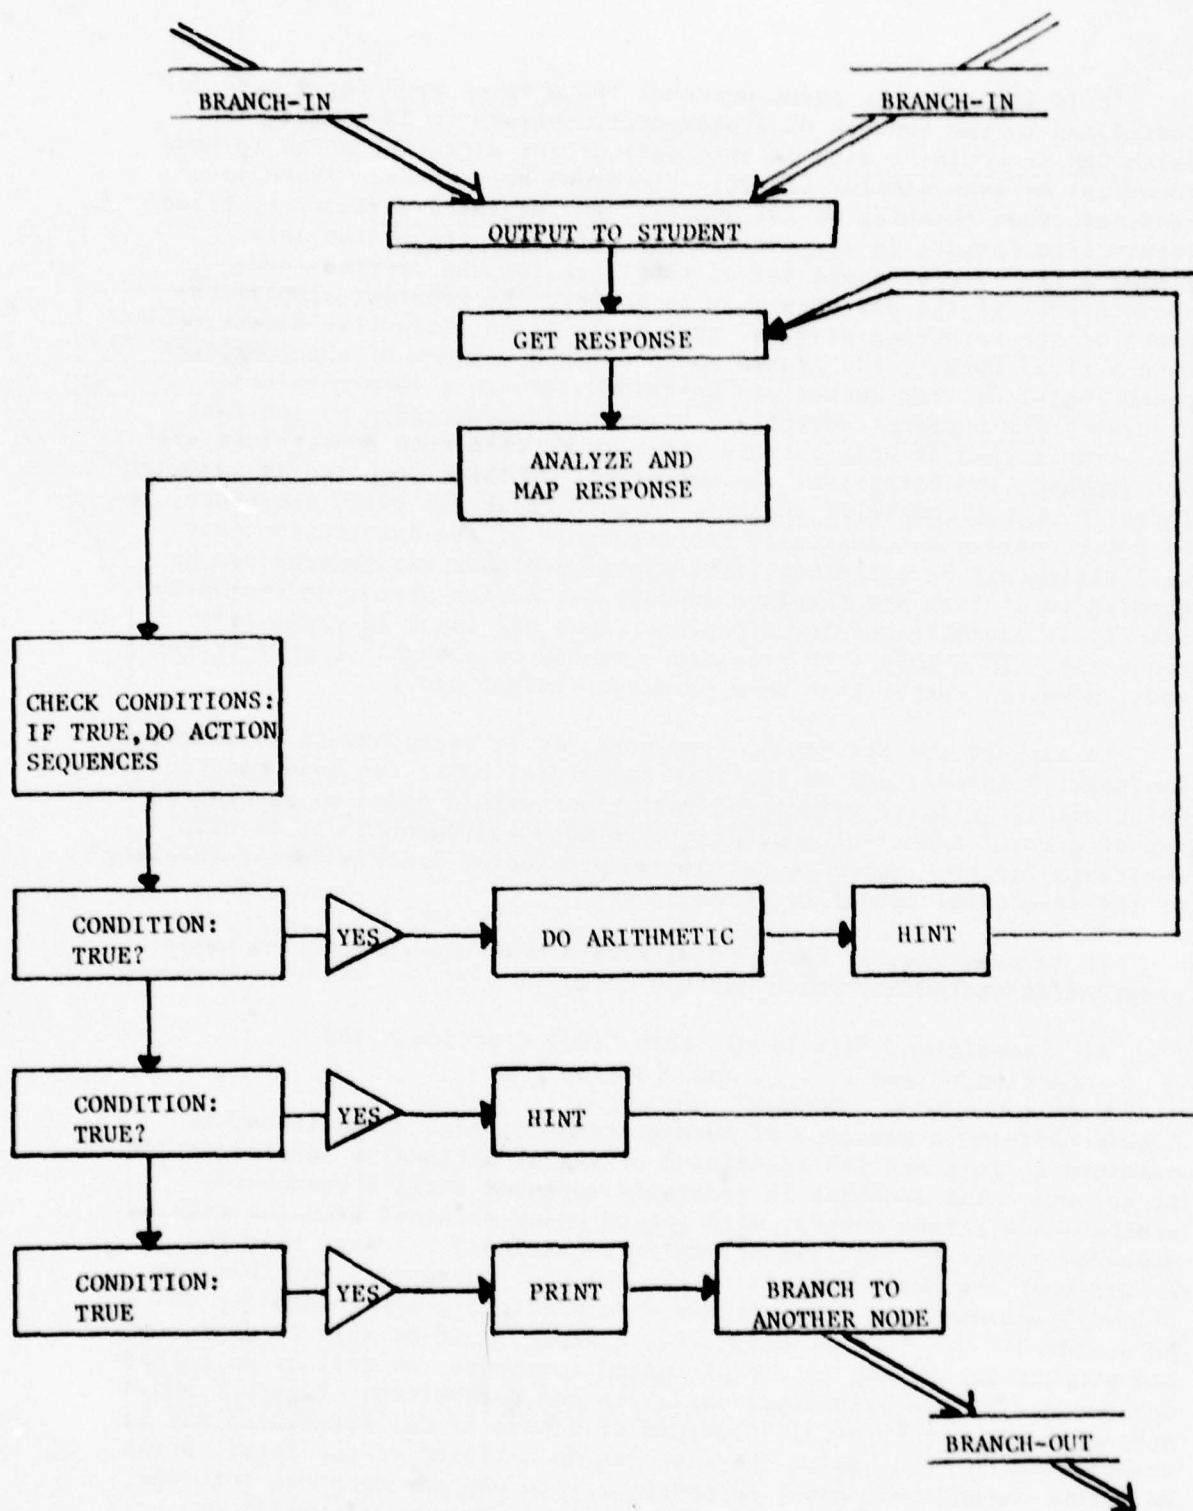 BRANCH-IN
BRANCH-IN
OUTPUT TO STUDENT
GET RESPONSE
ANALYZE AND
MAP RESPONSE
CHECK CONDITIONS:
IF TRUE,DO ACTION
SEQUENCES
CONDITION:
TRUE?
YES
DO ARITHMETIC
HINT
CONDITION:
TRUE?
YES
HINT
CONDITION:
TRUE
YES
PRINT
BRANCH TO
ANOTHER NODE
BRANCH-OUT